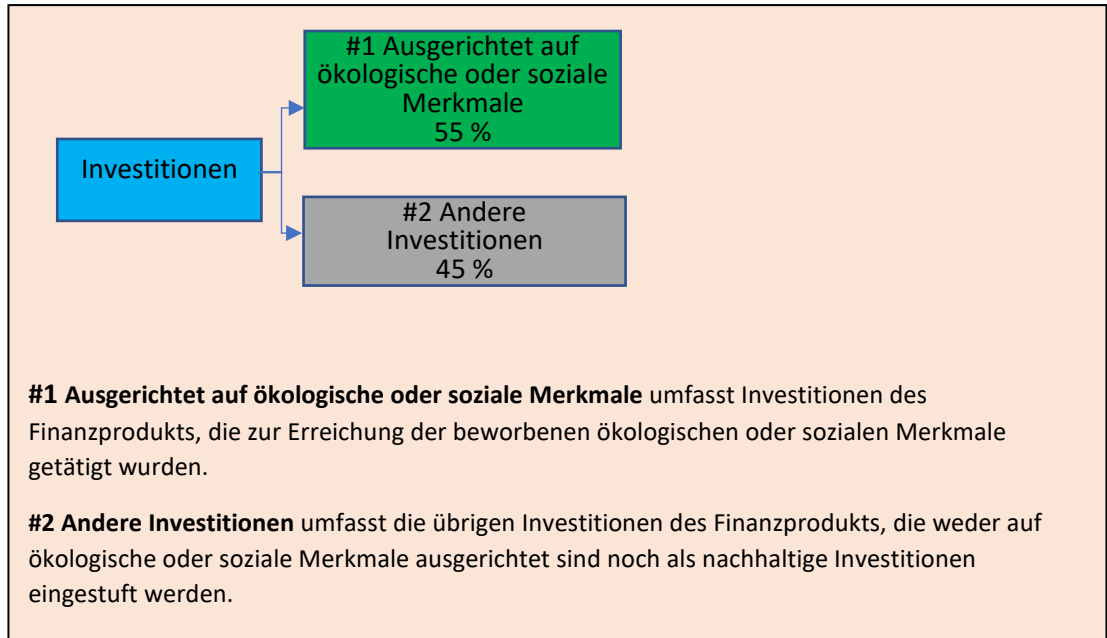 #1 Ausgerichtet auf
ökologische oder soziale
Merkmale
55 %
Investitionen
#2 Andere
Investitionen
45 %
#1 Ausgerichtet auf ökologische oder soziale Merkmale umfasst Investitionen des
Finanzprodukts, die zur Erreichung der beworbenen ökologischen oder sozialen Merkmale
getätigt wurden.
#2 Andere Investitionen umfasst die übrigen Investitionen des Finanzprodukts, die weder auf
ökologische oder soziale Merkmale ausgerichtet sind noch als nachhaltige Investitionen
eingestuft werden.